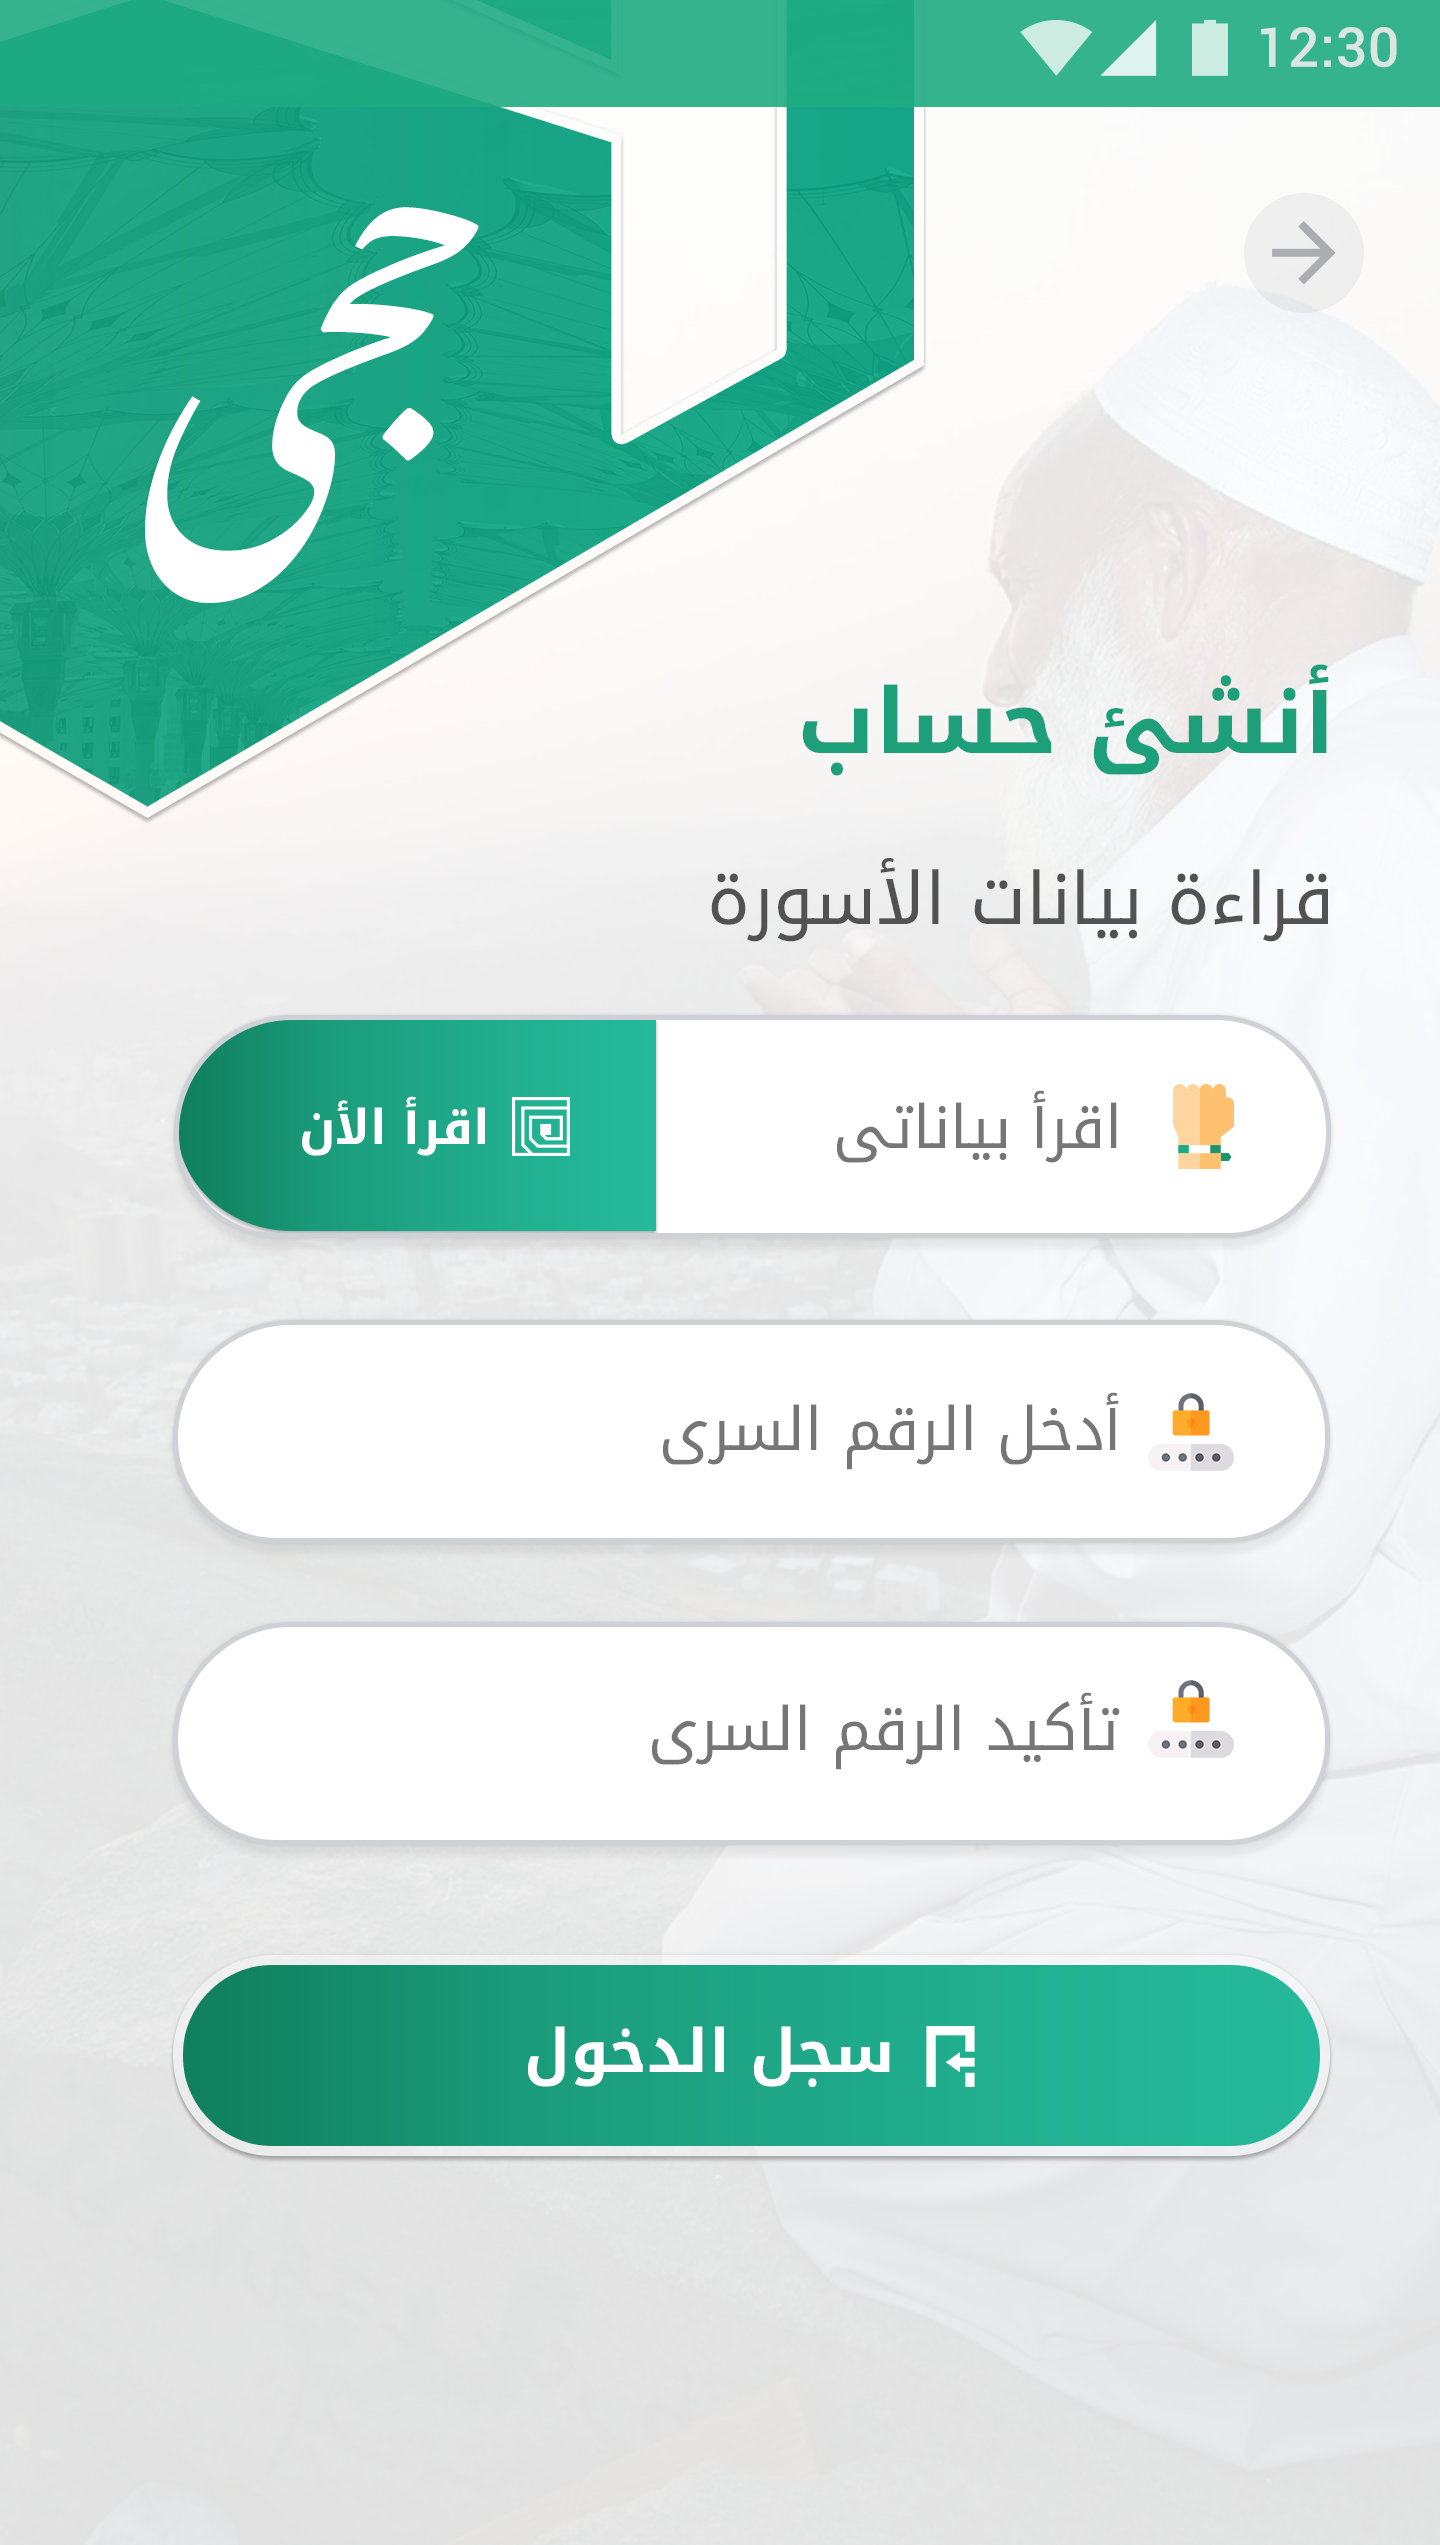 12:30
حجى
أنشئ حساب
قراءة بيانات الأسورة
اقرأ بياناتى
اقرأ الأن
أدخل الرقم السرى
تأكيد الرقم السرى
سجل الدخول